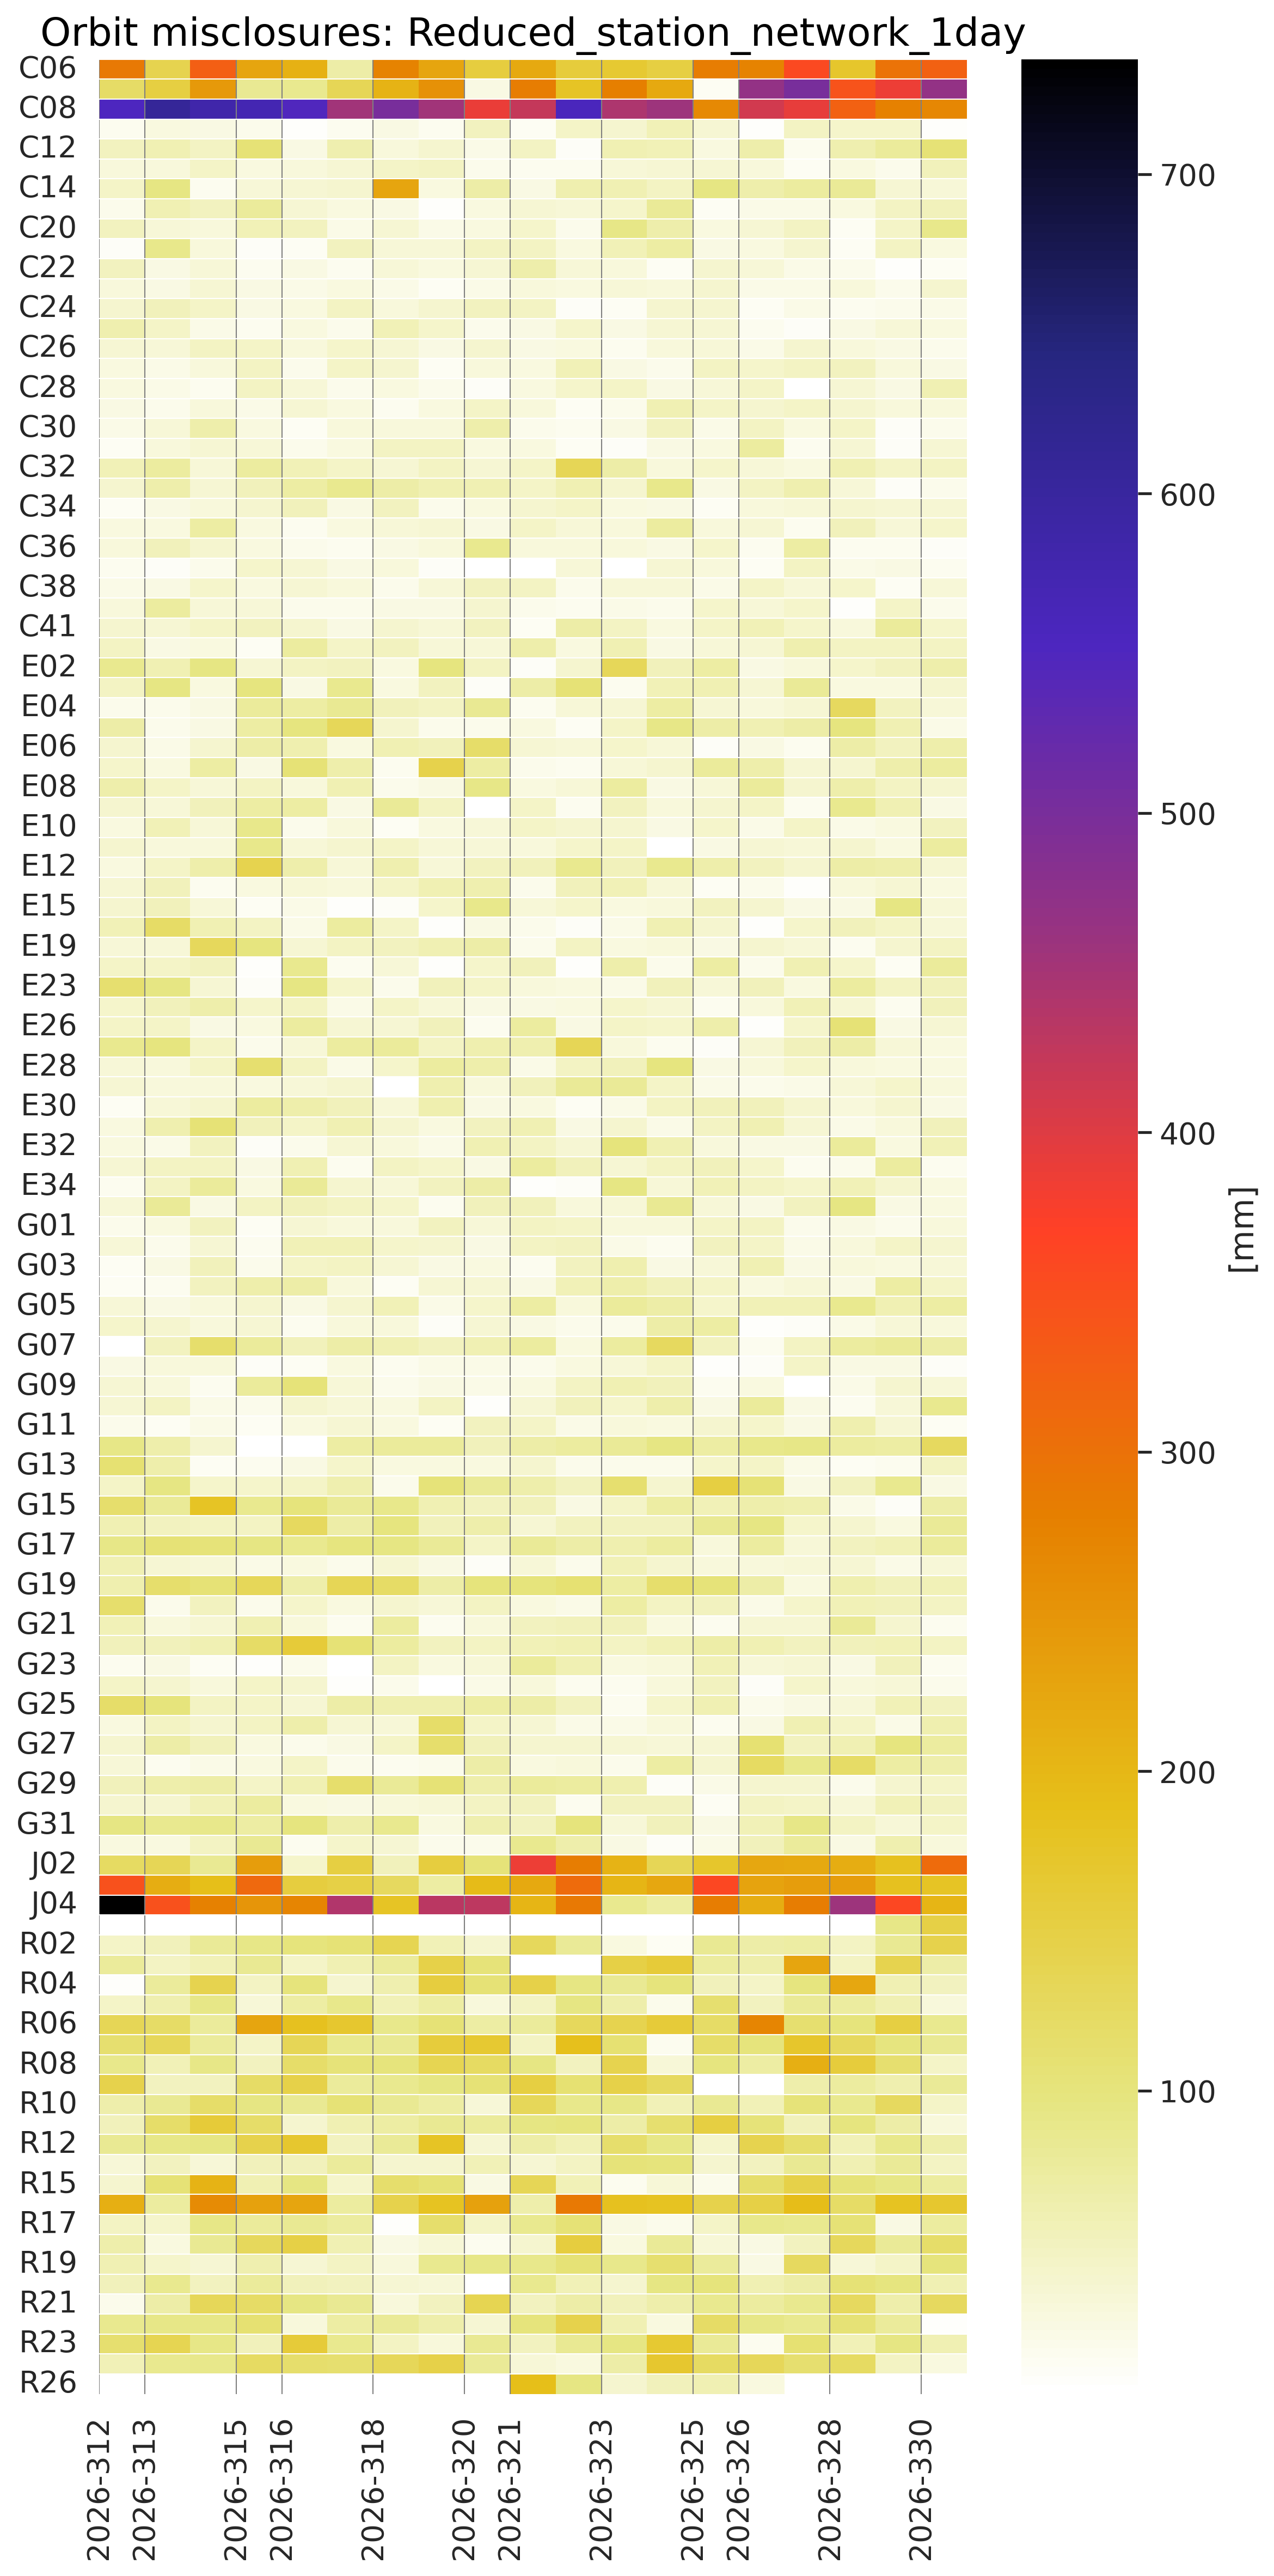 Orbit misclosures: Reduced_station_network_1day
C06
C08
C12
C14
C20
C22
C24
C26
C28
C30
C32
C34
C36
C38
C41
E02
E04
E06
E08
E10
E12
E15
E19
E23
E26
E28
E30
E32
E34
G01
G03
G05
G07
G09
G11
G13
G15
G17
G19
G21
G23
G25
G27
G29
G31
J02
J04
R02
R04
R06
R08
R10
R12
R15
R17
R19
R21
R23
R26
2026-312
2026-313
2026-315
2026-316
2026-318
2026-320
2026-321
2026-323
2026-325
2026-326
2026-328
2026-330
700
600
500
400
300
200
100
[mm]